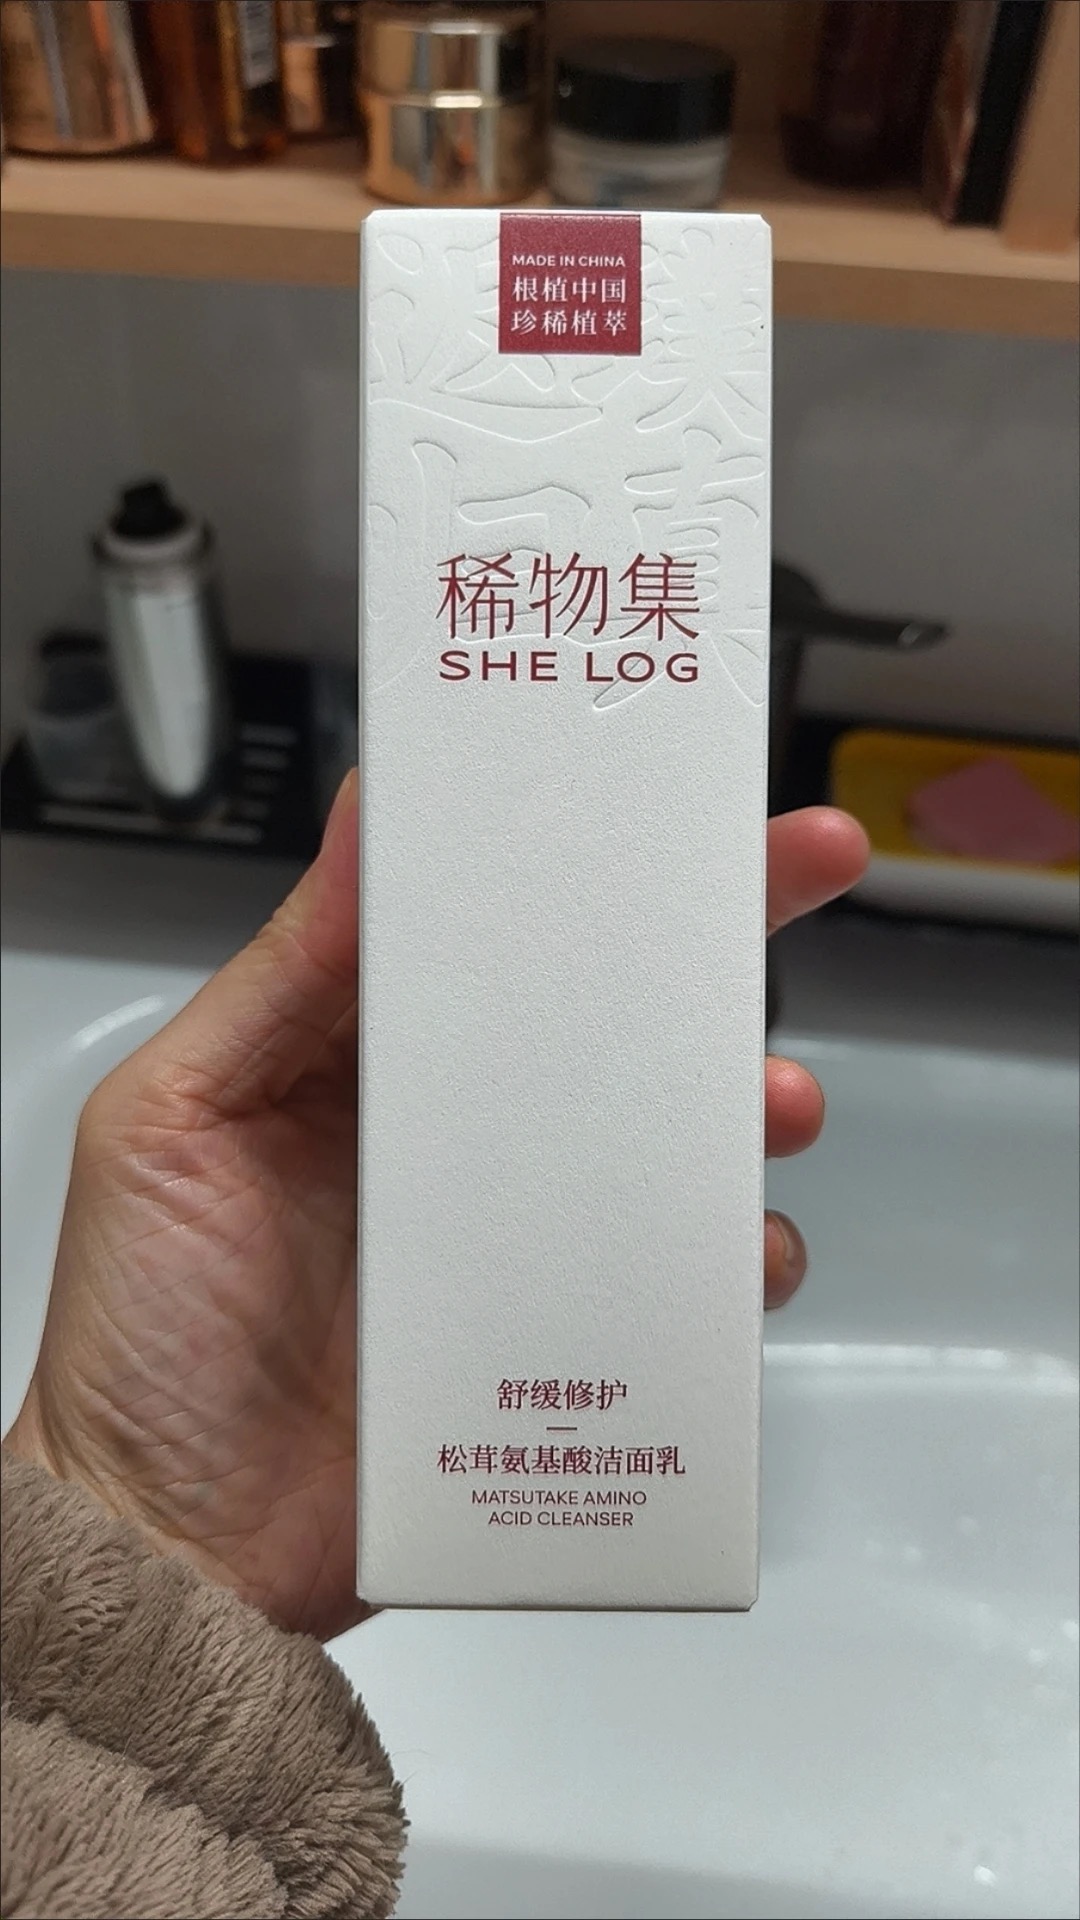 MADE IN CHINA
根植中国
珍稀植萃
稀物集
SHE LOG
舒缓修护
松茸氨基酸洁面乳
MATSUTAKE AMINO
ACID CLEANSER